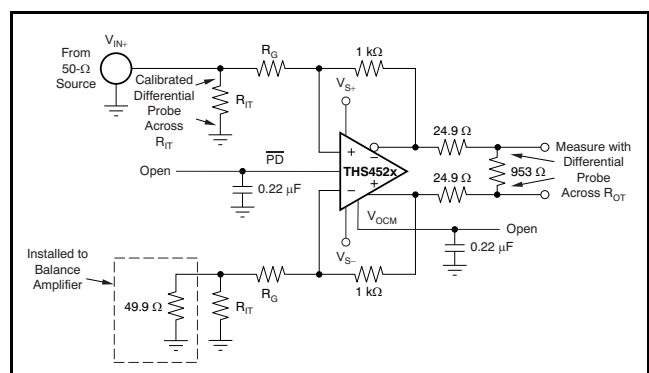 V_IN+
From
50-Ω
Source
Calibrated
Differential
Probe
Across
R_IT
R_IT
R_G
1 kΩ
V_S+
Open
PD
0.22 µF
+
−
THS452x
−
+
24.9 Ω
24.9 Ω
953 Ω
Measure with
Differential
Probe
Across R_OT
V_OCM
Open
0.22 µF
V_S−
Installed to
Balance
Amplifier
49.9 Ω
R_IT
R_G
1 kΩ